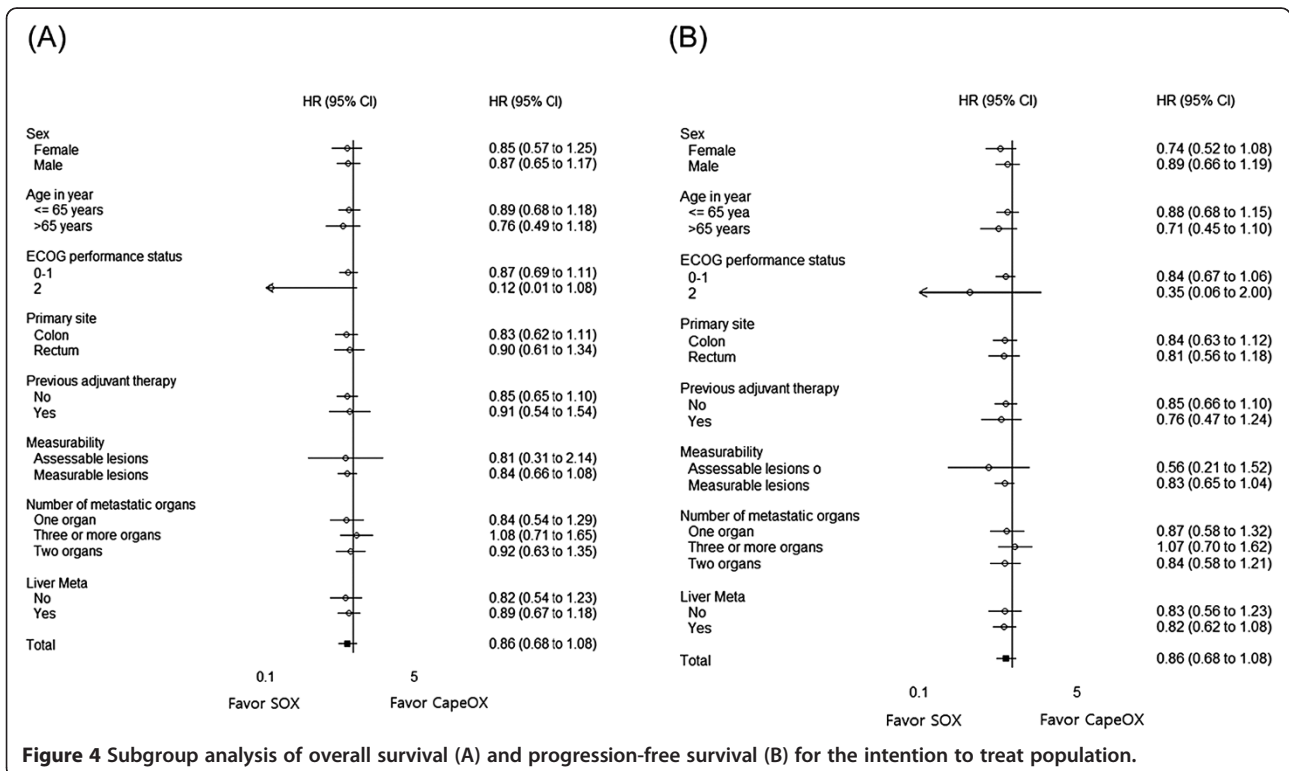 (A)
HR (95% CI) HR (95% CI)
Sex
Female 0.85 (0.57 to 1.25)
Male 0.87 (0.65 to 1.17)
Age in year
<= 65 years 0.89 (0.68 to 1.18)
>65 years 0.76 (0.49 to 1.18)
ECOG performance status
0-1 0.87 (0.69 to 1.11)
2 0.12 (0.01 to 1.08)
Primary site
Colon 0.83 (0.62 to 1.11)
Rectum 0.90 (0.61 to 1.34)
Previous adjuvant therapy
No 0.85 (0.65 to 1.10)
Yes 0.91 (0.54 to 1.54)
Measurability
Assessable lesions 0.81 (0.31 to 2.14)
Measurable lesions 0.84 (0.66 to 1.08)
Number of metastatic organs
One organ 0.84 (0.54 to 1.29)
Three or more organs 1.08 (0.71 to 1.65)
Two organs 0.92 (0.63 to 1.35)
Liver Meta
No 0.82 (0.54 to 1.23)
Yes 0.89 (0.67 to 1.18)
Total 0.86 (0.68 to 1.08)
0.1 5
Favor SOX Favor CapeOX
(B)
HR (95% CI) HR (95% CI)
Sex
Female 0.74 (0.52 to 1.08)
Male 0.89 (0.66 to 1.19)
Age in year
<= 65 yea 0.88 (0.68 to 1.15)
>65 years 0.71 (0.45 to 1.10)
ECOG performance status
0-1 0.84 (0.67 to 1.06)
2 0.35 (0.06 to 2.00)
Primary site
Colon 0.84 (0.63 to 1.12)
Rectum 0.81 (0.56 to 1.18)
Previous adjuvant therapy
No 0.85 (0.66 to 1.10)
Yes 0.76 (0.47 to 1.24)
Measurability
Assessable lesions o 0.56 (0.21 to 1.52)
Measurable lesions 0.83 (0.65 to 1.04)
Number of metastatic organs
One organ 0.87 (0.58 to 1.32)
Three or more organs 1.07 (0.70 to 1.62)
Two organs 0.84 (0.58 to 1.21)
Liver Meta
No 0.83 (0.56 to 1.23)
Yes 0.82 (0.62 to 1.08)
Total 0.86 (0.68 to 1.08)
0.1 5
Favor SOX Favor CapeOX
Figure 4 Subgroup analysis of overall survival (A) and progression-free survival (B) for the intention to treat population.